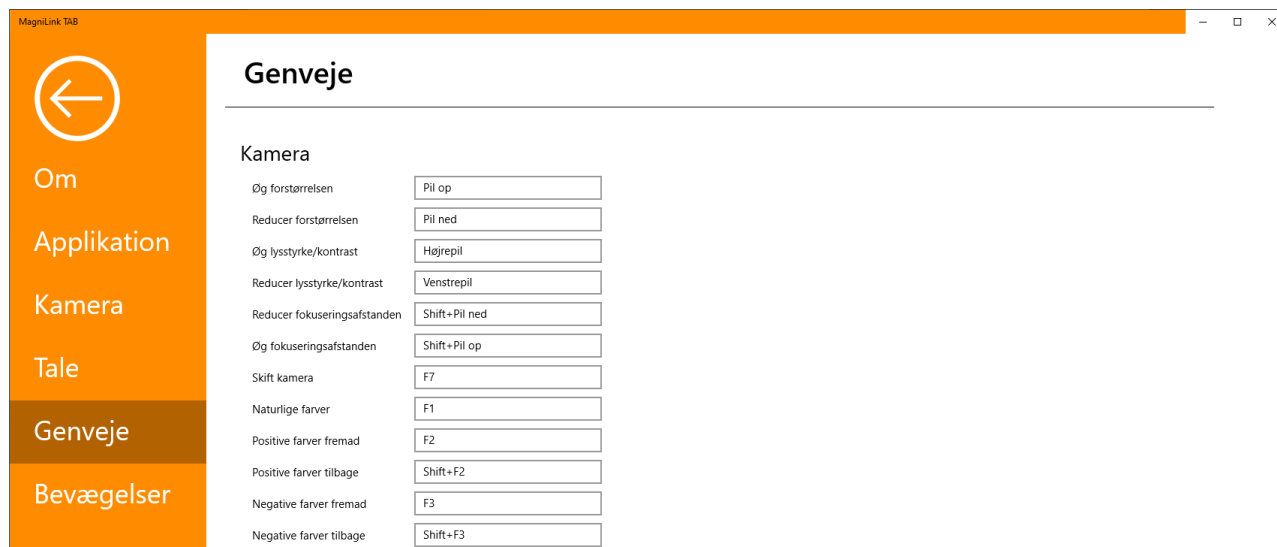 MagniLink TAB
Genveje
Om
Applikation
Kamera
Tale
Genveje
Bevægelser
Kamera
Øg forstørrelsen Pil op
Reducer forstørrelsen Pil ned
Øg lysstyrke/kontrast Højrepil
Reducer lysstyrke/kontrast Venstrepil
Reducer fokuseringsafstanden Shift+Pil ned
Øg fokuseringsafstanden Shift+Pil op
Skift kamera F7
Naturlige farver F1
Positive farver fremad F2
Positive farver tilbage Shift+F2
Negative farver fremad F3
Negative farver tilbage Shift+F3